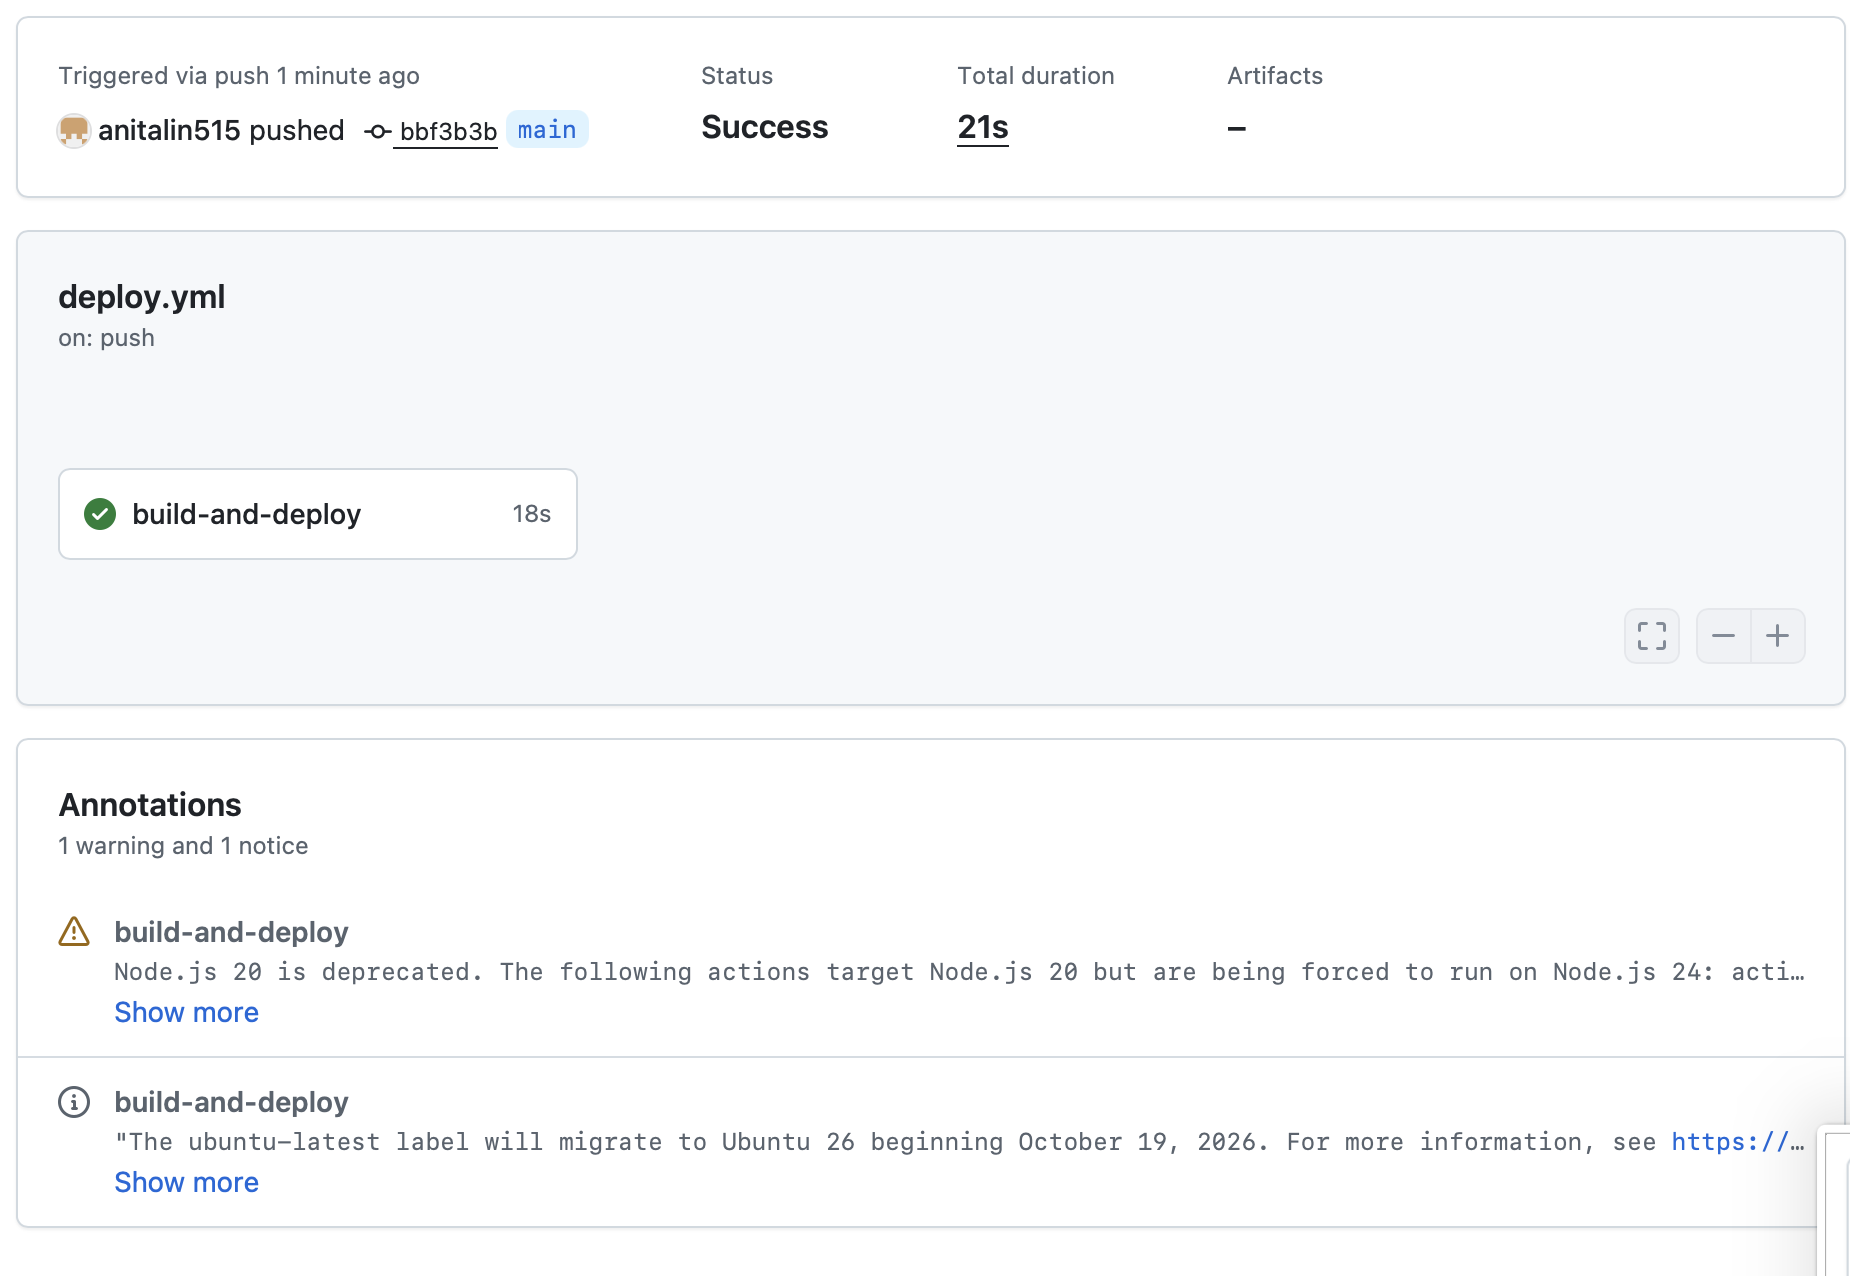 Triggered via push 1 minute ago
anitalin515 pushed bbf3b3b main
Status
Success
Total duration
21s
Artifacts
–
deploy.yml
on: push
build-and-deploy 18s
Annotations
1 warning and 1 notice
build-and-deploy
Node.js 20 is deprecated. The following actions target Node.js 20 but are being forced to run on Node.js 24: acti…
Show more
build-and-deploy
"The ubuntu-latest label will migrate to Ubuntu 26 beginning October 19, 2026. For more information, see https://…
Show more